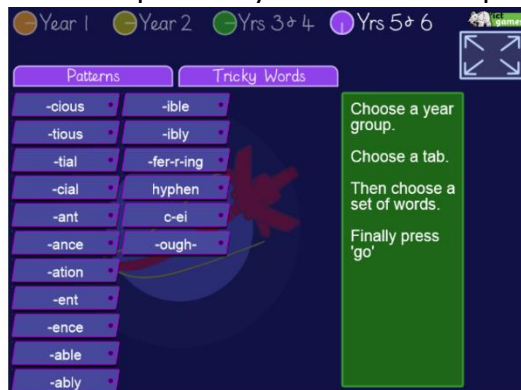 Year 1 Year 2 Yrs 3 & 4 Yrs 5 & 6
games
Patterns Tricky Words
-cious -ible
-tious -ibly
-tial -fer-r-ing
-cial hyphen
-ant c-ei
-ance -ough-
-ation
-ent
-ence
-able
-ably
Choose a year
group.
Choose a tab.
Then choose a
set of words.
Finally press
'go'